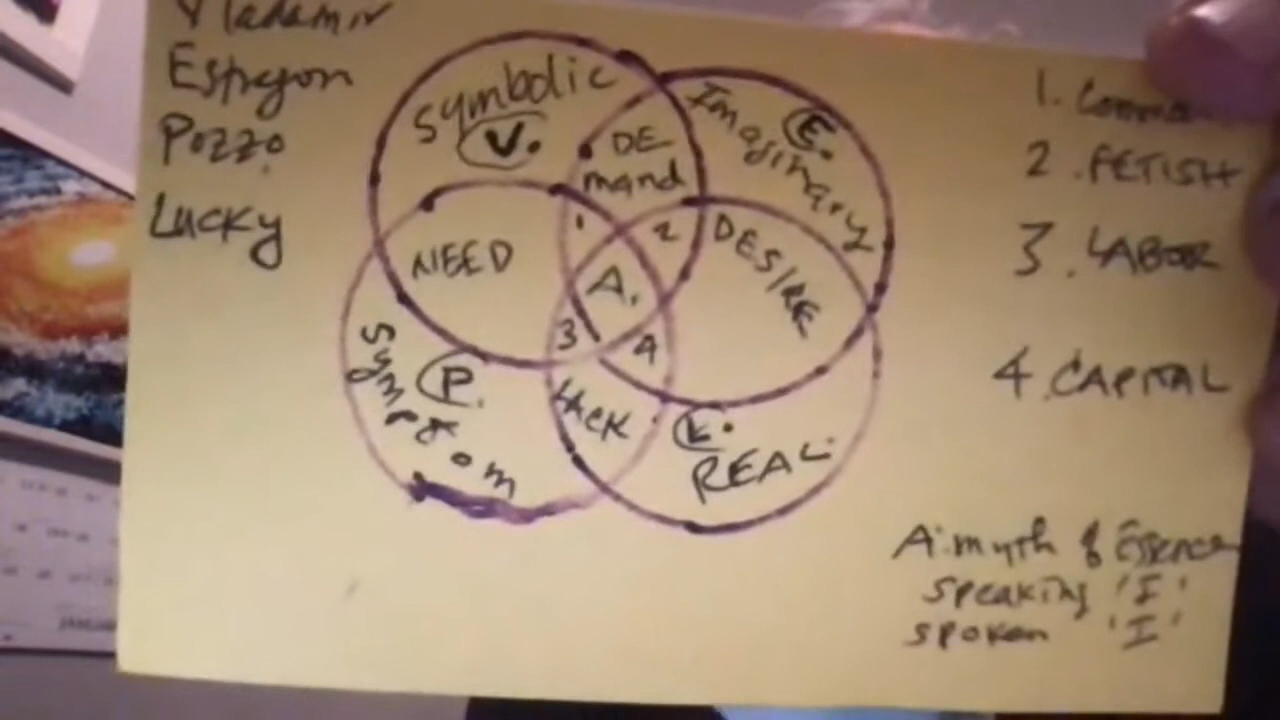 Vladamir
Estragon
Pozzo
Lucky
Symbolic
V.
DE
mand
Imaginary
E.
NEED
1
2
DESIRE
A.
3
4
Symptom
P.
LACK
L.
REAL
1.
2. FETISH
3. LABOR
4. CAPITAL
A: myth of Essence
speaking 'I'
spoken 'I'